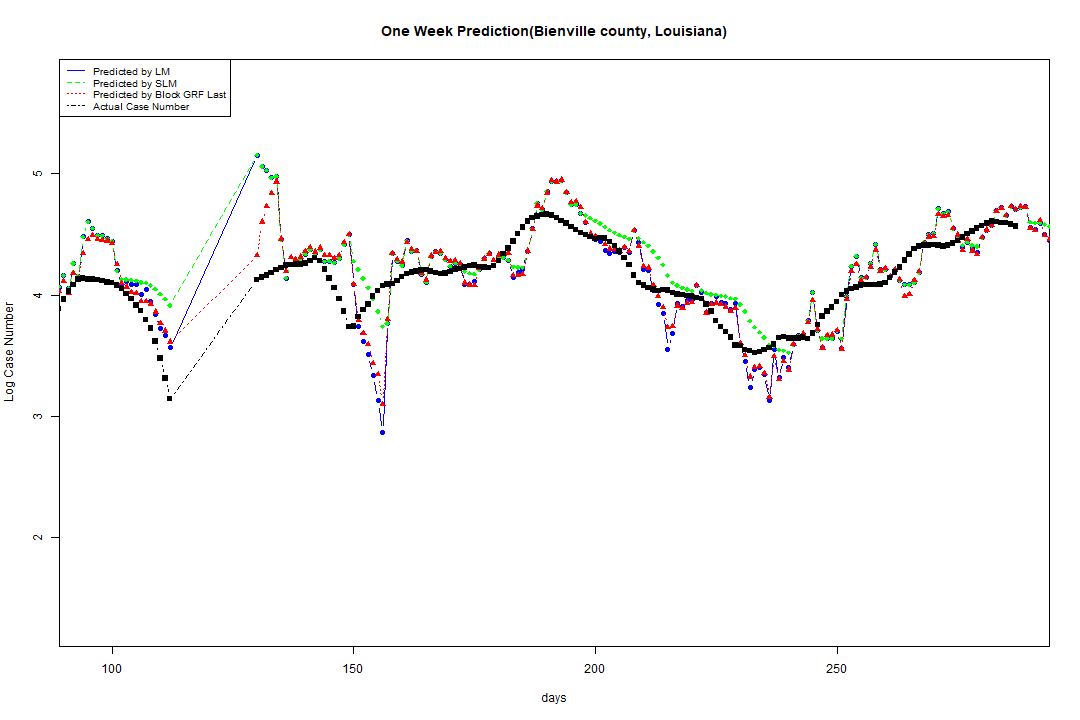 One Week Prediction(Bienville county, Louisiana)
Predicted by LM
Predicted by SLM
Predicted by Block GRF Last
Actual Case Number
5
4
3
2
Log Case Number
100 150 200 250
days